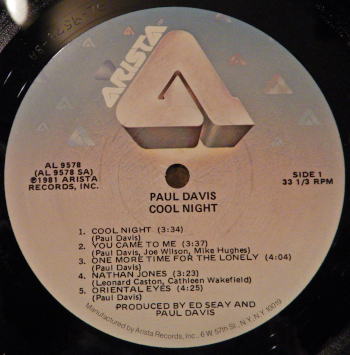 ARISTA
AL 9578
(AL 9578 SA)
℗1981 ARISTA
RECORDS, INC.
SIDE 1
33 1/3 RPM
PAUL DAVIS
COOL NIGHT
1. COOL NIGHT (3:34)
(Paul Davis)
2. YOU CAME TO ME (3:37)
(Paul Davis, Joe Wilson, Mike Hughes)
3. ONE MORE TIME FOR THE LONELY (4:04)
(Paul Davis)
4. NATHAN JONES (3:23)
(Leonard Caston, Cathleen Wakefield)
5. ORIENTAL EYES (4:25)
(Paul Davis)
PRODUCED BY ED SEAY AND
PAUL DAVIS
Manufactured by Arista Records, Inc., 6 W. 57th St., N.Y., N.Y. 10019